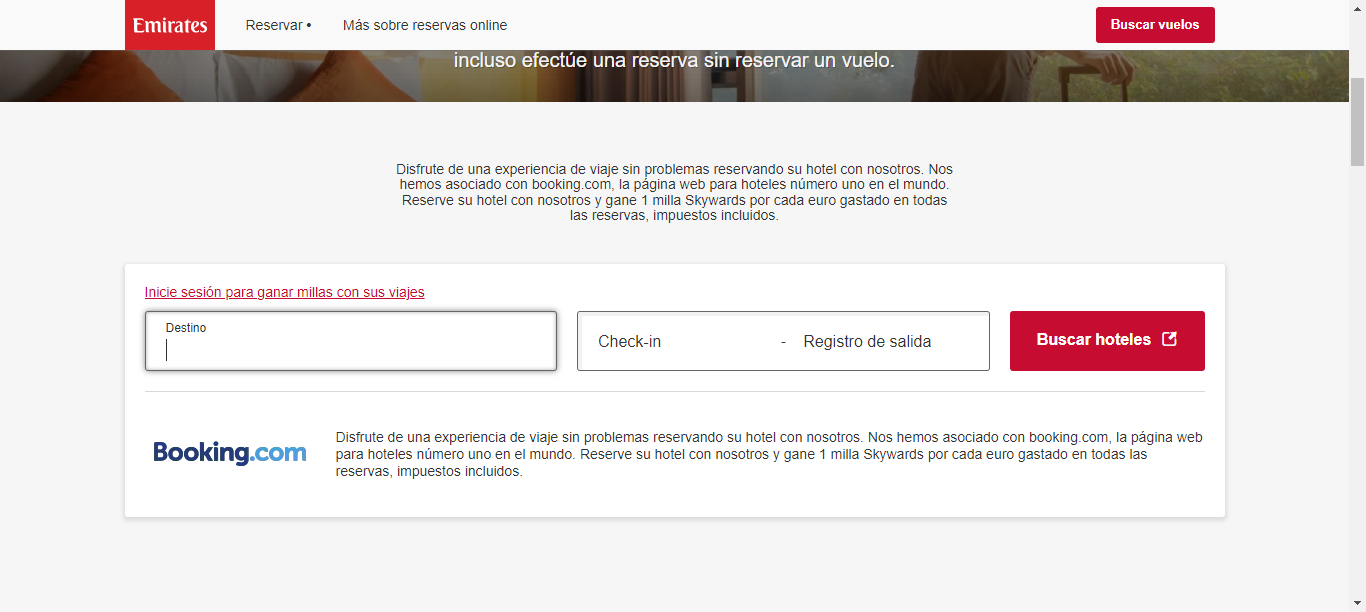 Emirates
Reservar •
Más sobre reservas online
Buscar vuelos
incluso efectúe una reserva sin reservar un vuelo.
Disfrute de una experiencia de viaje sin problemas reservando su hotel con nosotros. Nos
hemos asociado con booking.com, la página web para hoteles número uno en el mundo.
Reserve su hotel con nosotros y gane 1 milla Skywards por cada euro gastado en todas
las reservas, impuestos incluidos.
Inicie sesión para ganar millas con sus viajes
Destino
Check-in - Registro de salida
Buscar hoteles
Booking.com
Disfrute de una experiencia de viaje sin problemas reservando su hotel con nosotros. Nos hemos asociado con booking.com, la página web
para hoteles número uno en el mundo. Reserve su hotel con nosotros y gane 1 milla Skywards por cada euro gastado en todas las
reservas, impuestos incluidos.